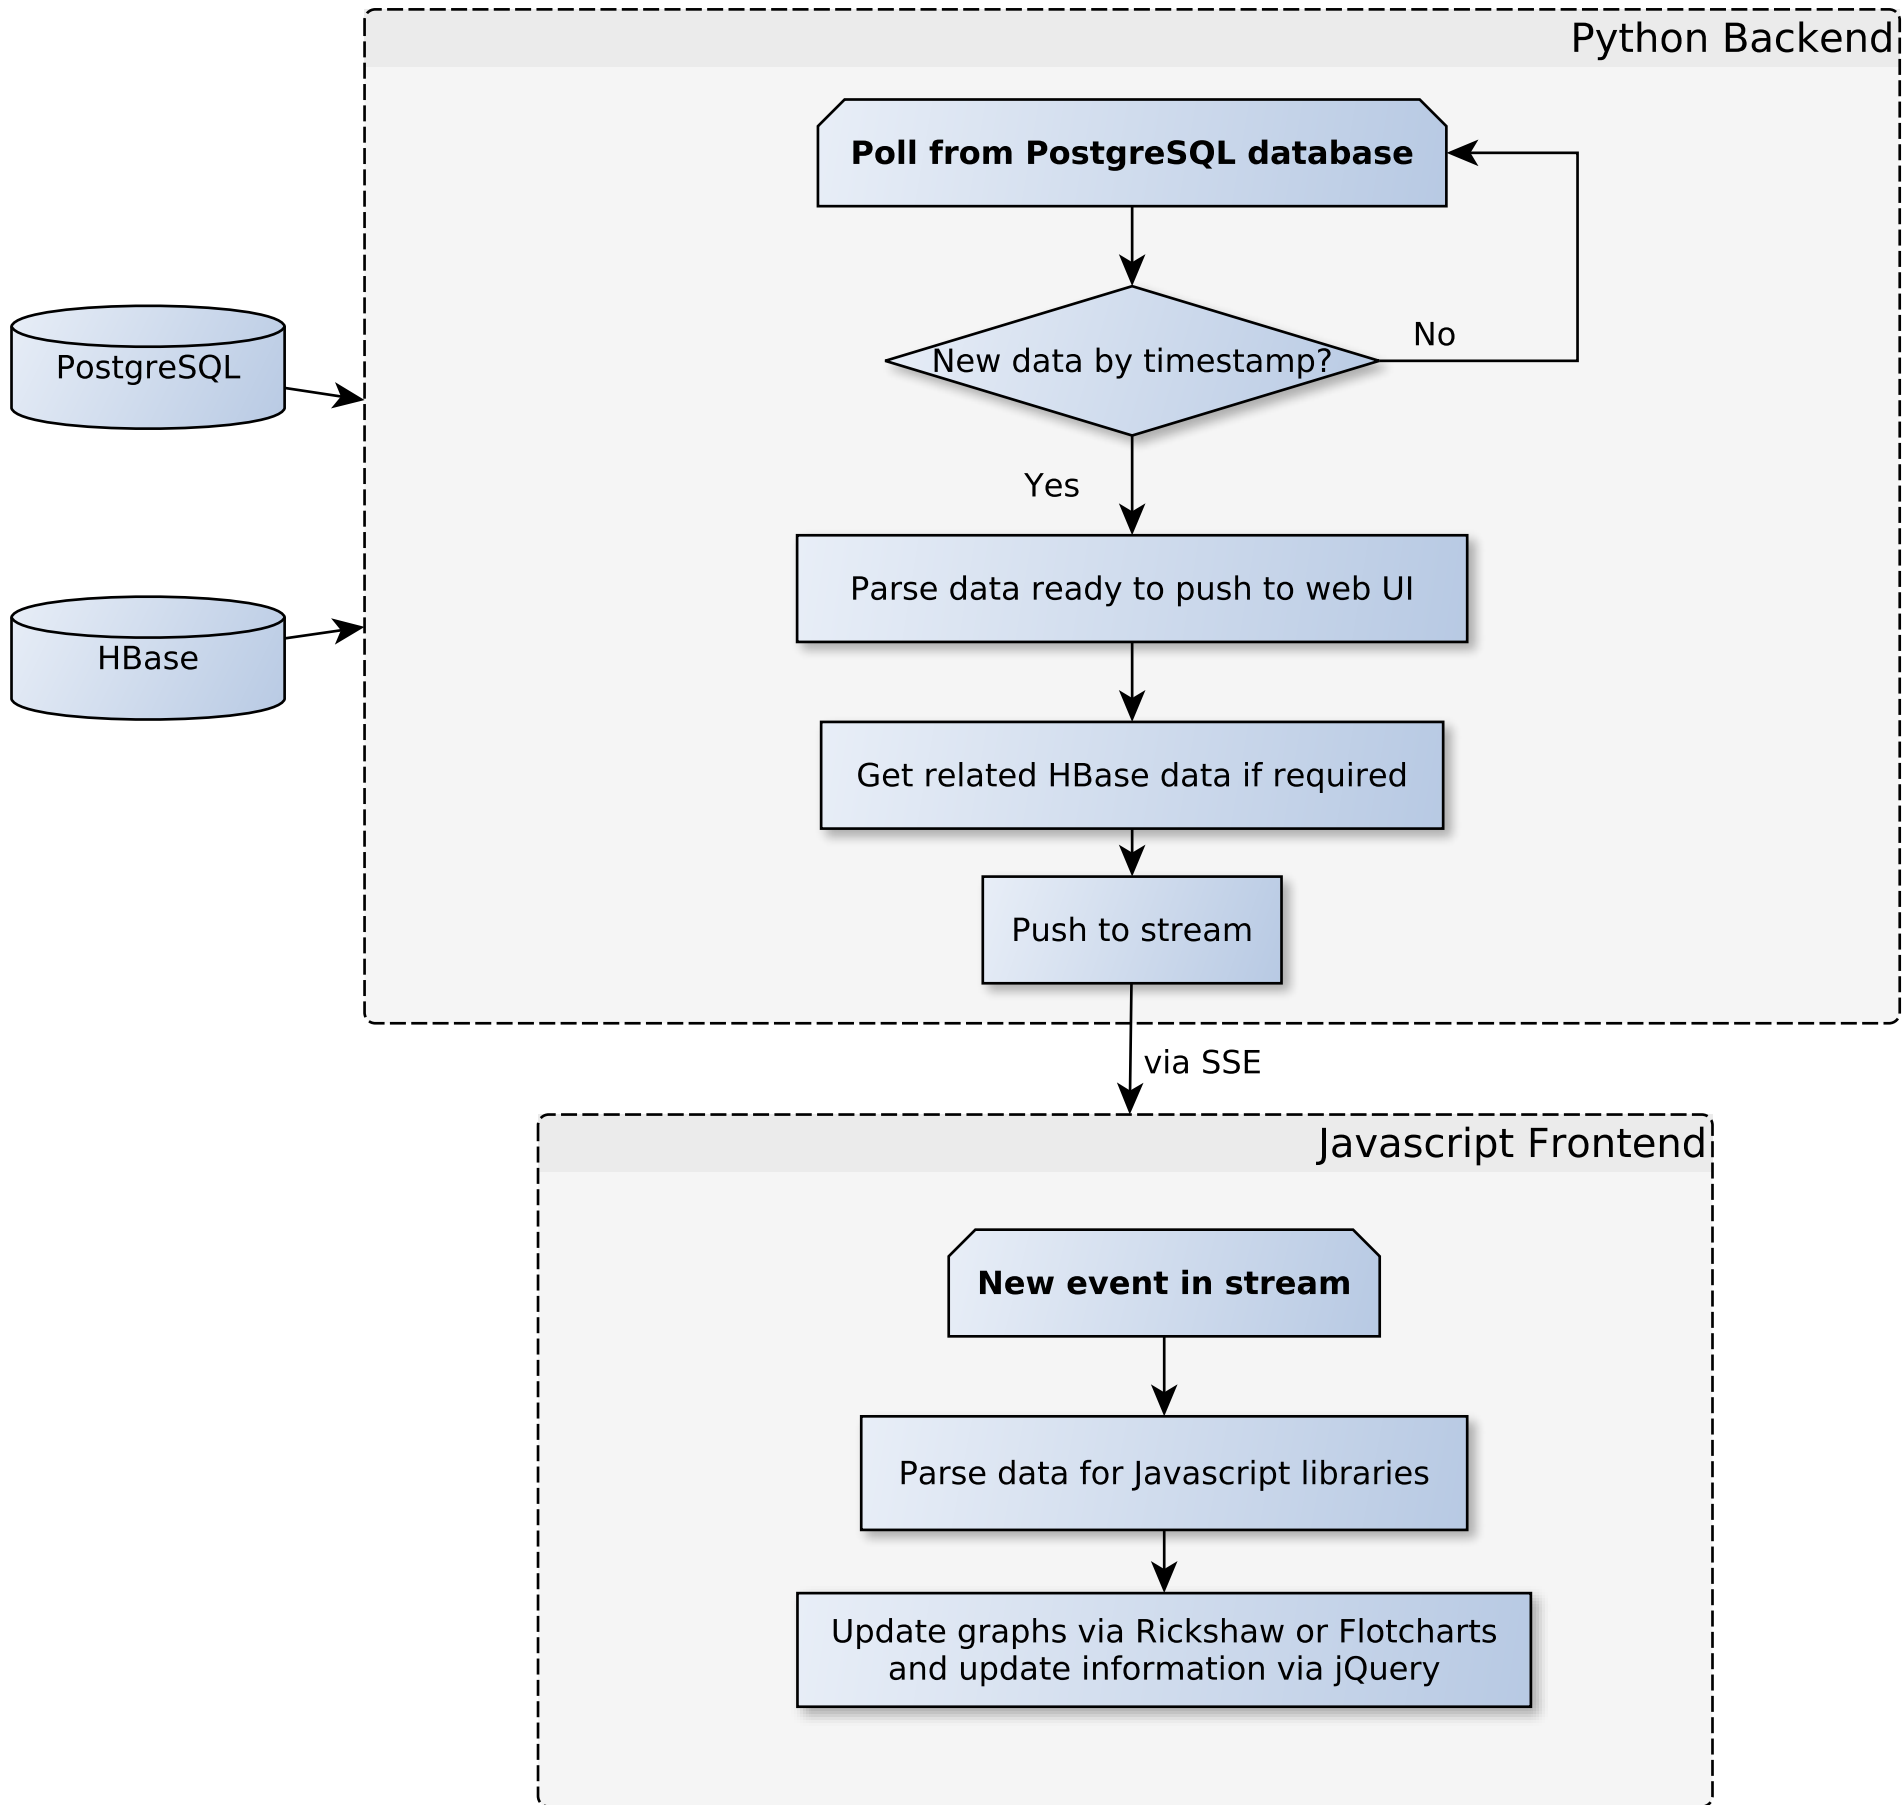 Python Backend
Poll from PostgreSQL database
New data by timestamp?
No
PostgreSQL
Yes
Parse data ready to push to web UI
HBase
Get related HBase data if required
Push to stream
via SSE
Javascript Frontend
New event in stream
Parse data for Javascript libraries
Update graphs via Rickshaw or Flotcharts
and update information via jQuery